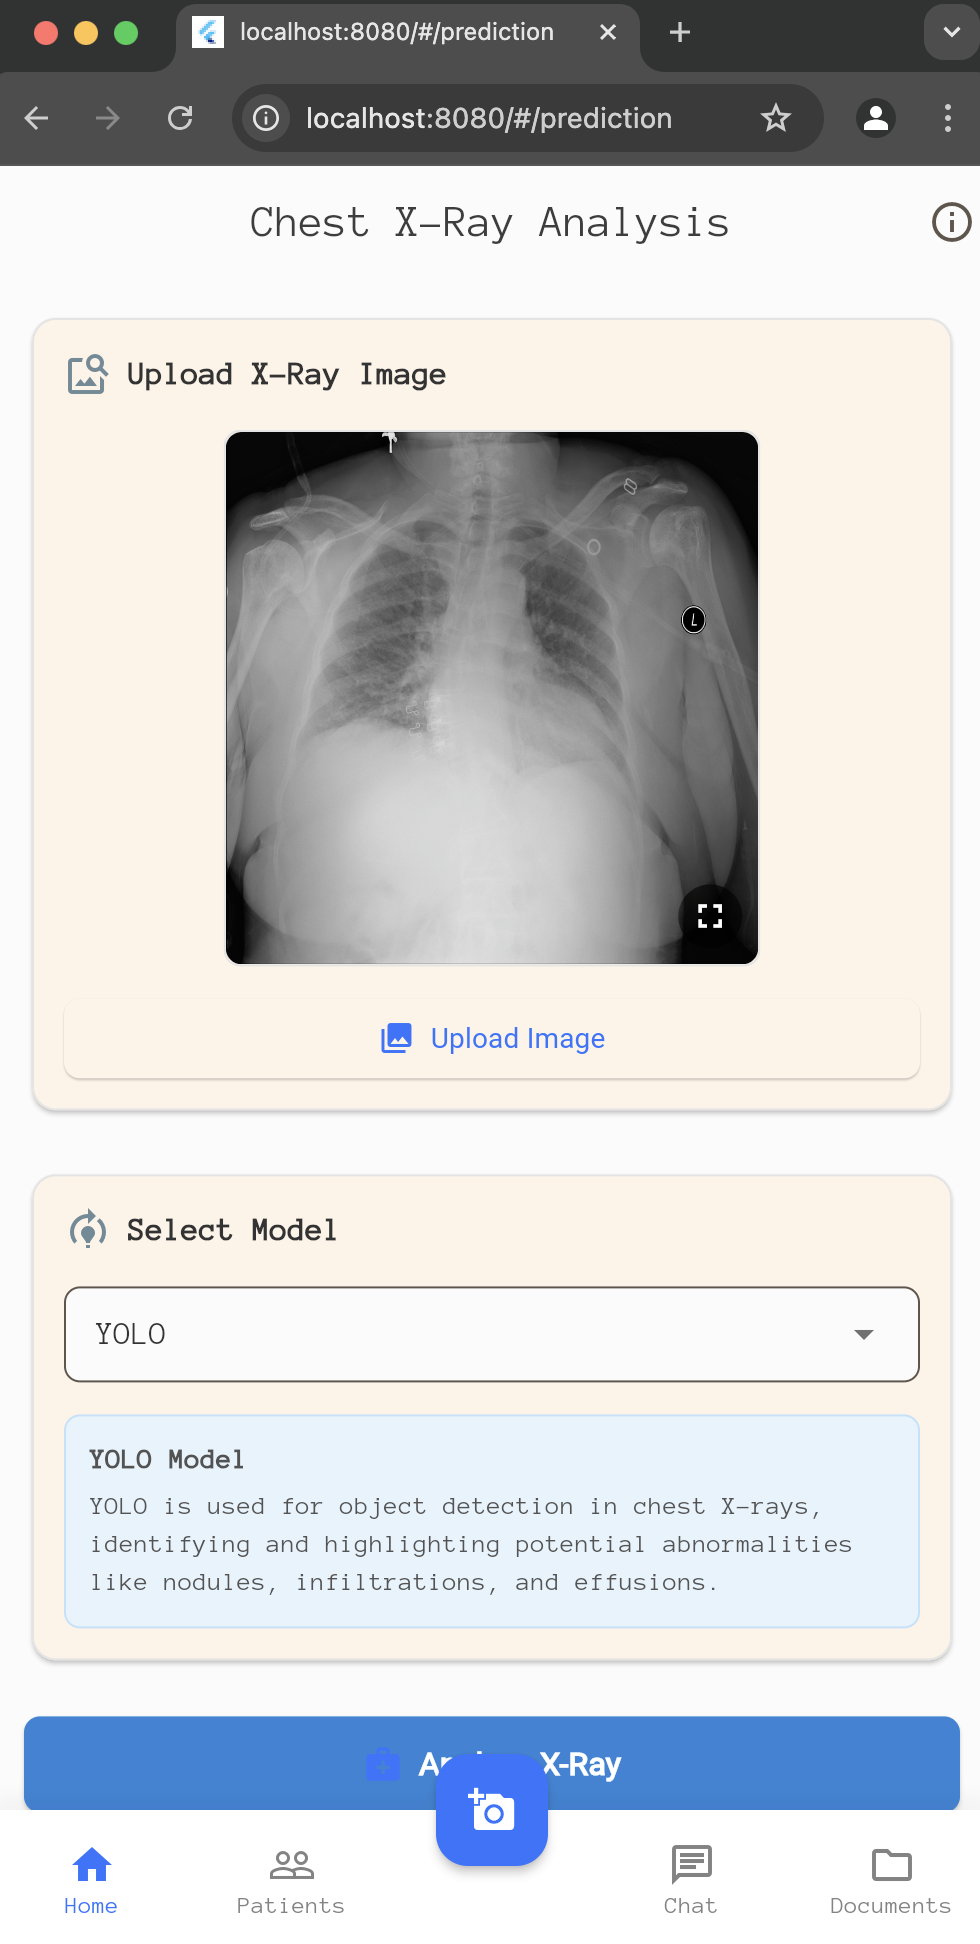 localhost:8080/#/prediction
localhost:8080/#/prediction
Chest X-Ray Analysis
Upload X-Ray Image
L
Upload Image
Select Model
YOLO
YOLO Model
YOLO is used for object detection in chest X-rays,
identifying and highlighting potential abnormalities
like nodules, infiltrations, and effusions.
X-Ray
Home
Patients
Chat
Documents